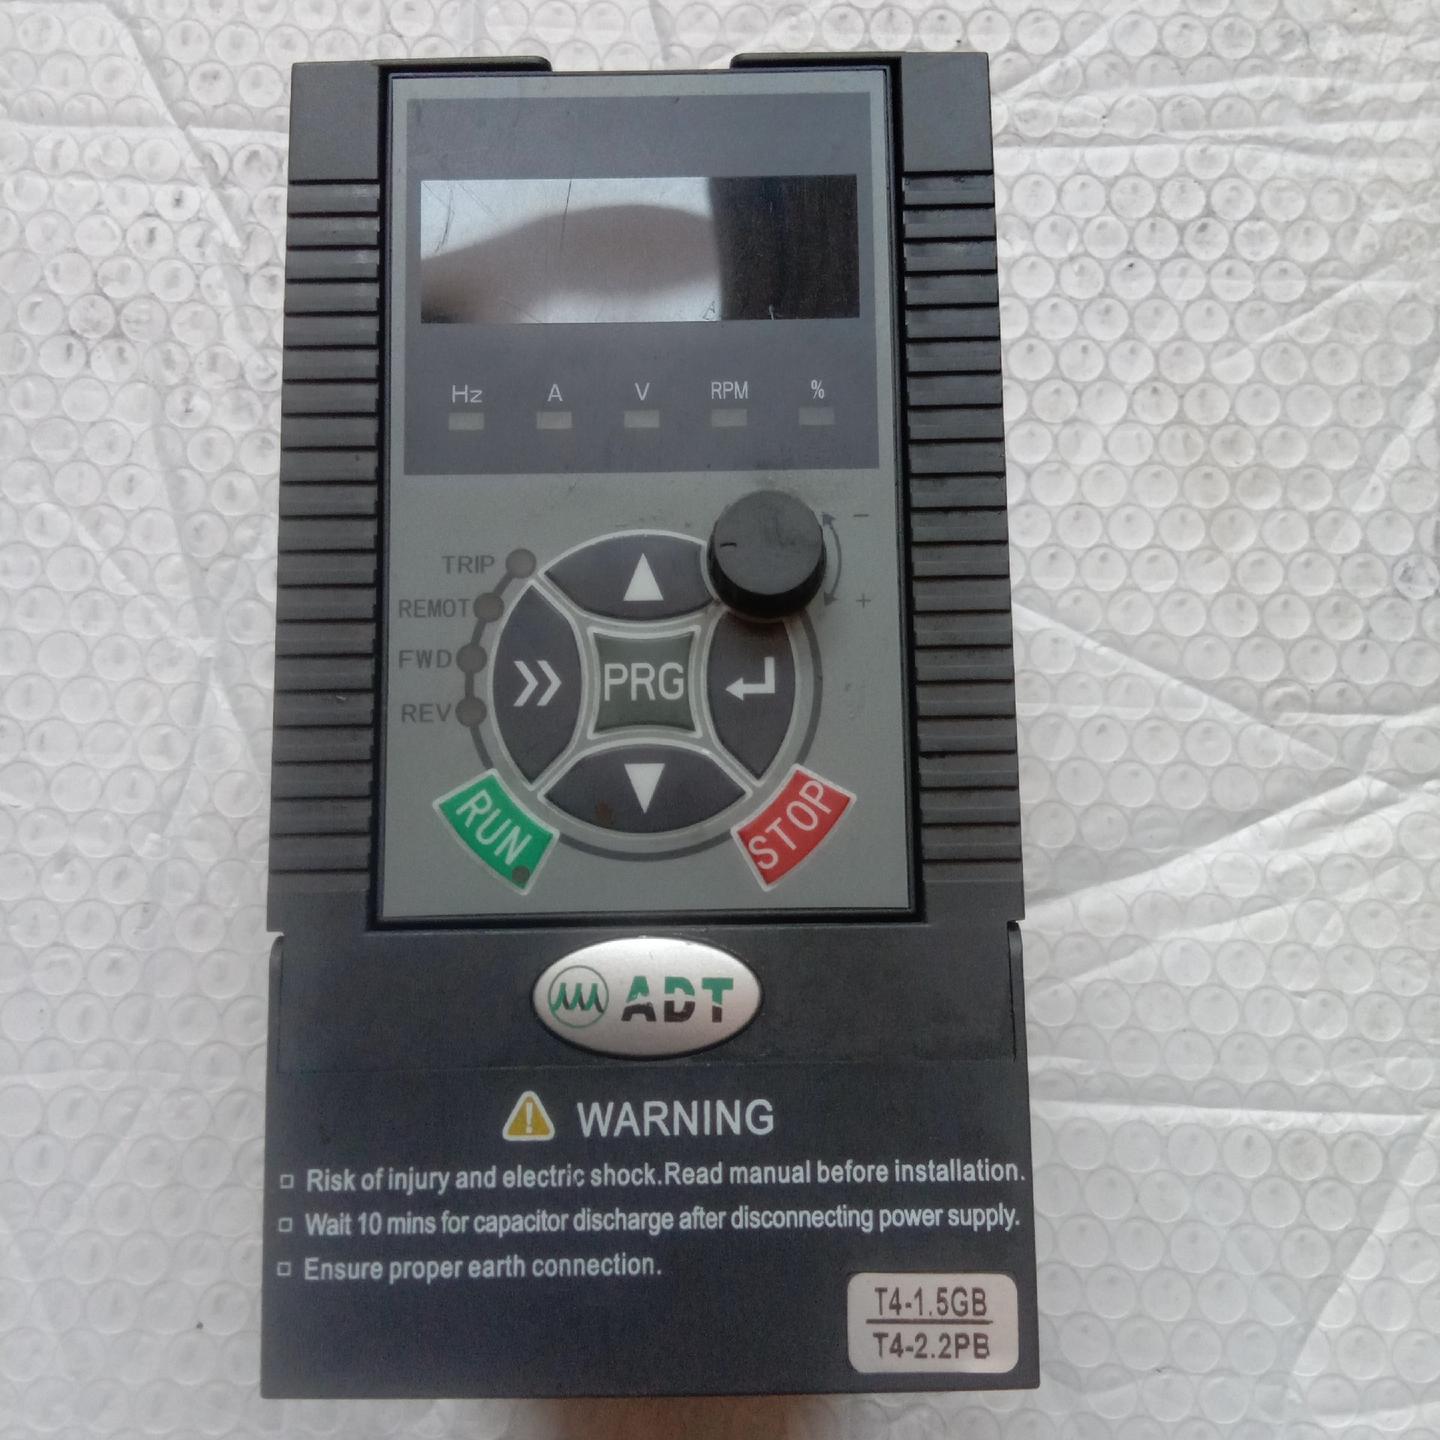 Hz A V RPM %
−
TRIP
REMOT
+
FWD
PRG
REV
RUN
STOP
ADT
WARNING
Risk of injury and electric shock.Read manual before installation.
Wait 10 mins for capacitor discharge after disconnecting power supply.
Ensure proper earth connection.
T4-1.5GB
T4-2.2PB